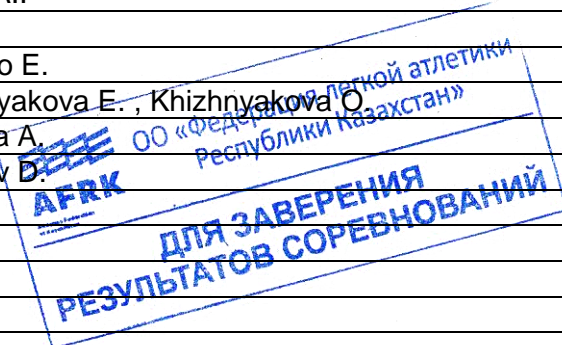 o E.
yakova E. , Khizhnyakova O.
a A.
v D.
ОО «Федерация легкой атлетики
Республики Казахстан»
AFRK
ДЛЯ ЗАВЕРЕНИЯ
РЕЗУЛЬТАТОВ СОРЕВНОВАНИЙ